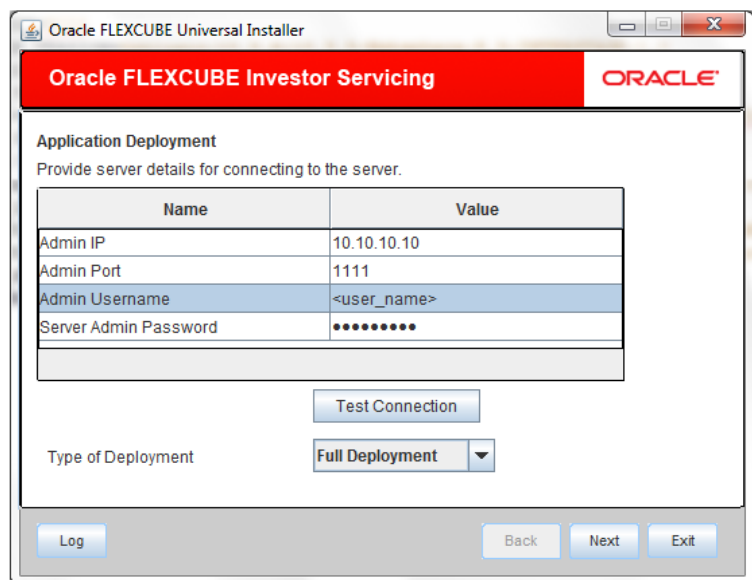 Oracle FLEXCUBE Universal Installer
Oracle FLEXCUBE Investor Servicing
ORACLE
Application Deployment
Provide server details for connecting to the server.
Name Value
Admin IP 10.10.10.10
Admin Port 1111
Admin Username <user_name>
Server Admin Password •••••••••
Test Connection
Type of Deployment Full Deployment
Log Back Next Exit